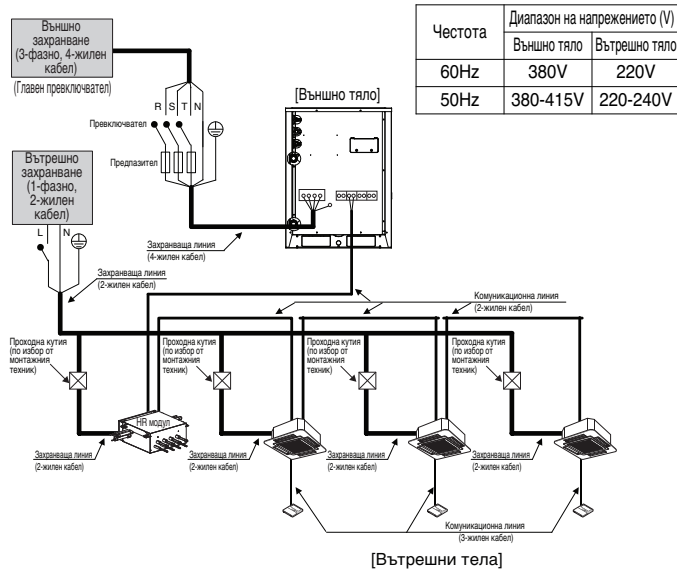 Външно
захранване
(3-фазно, 4-жилен
кабел)
(Главен превключвател)
R S T N
Превключвател
Предпазител
Честота
Диапазон на напрежението (V)
Външно тяло
Вътрешно тяло
60Hz
380V
220V
50Hz
380-415V
220-240V
[Външно тяло]
Вътрешно
захранване
(1-фазно,
2-жилен
кабел)
L N
Захранваща линия
(4-жилен кабел)
Захранваща линия
(2-жилен кабел)
Комуникационна линия
(2-жилен кабел)
Проходна кутия
(по избор от
монтажния
техник)
Проходна кутия
(по избор от
монтажния
техник)
Проходна кутия
(по избор от
монтажния
техник)
Проходна кутия
(по избор от
монтажния
техник)
HR модул
Захранваща линия
(2-жилен кабел)
Захранваща линия
(2-жилен кабел)
Захранваща линия
(2-жилен кабел)
Захранваща линия
(2-жилен кабел)
Комуникационна линия
(3-жилен кабел)
[Вътрешни тела]